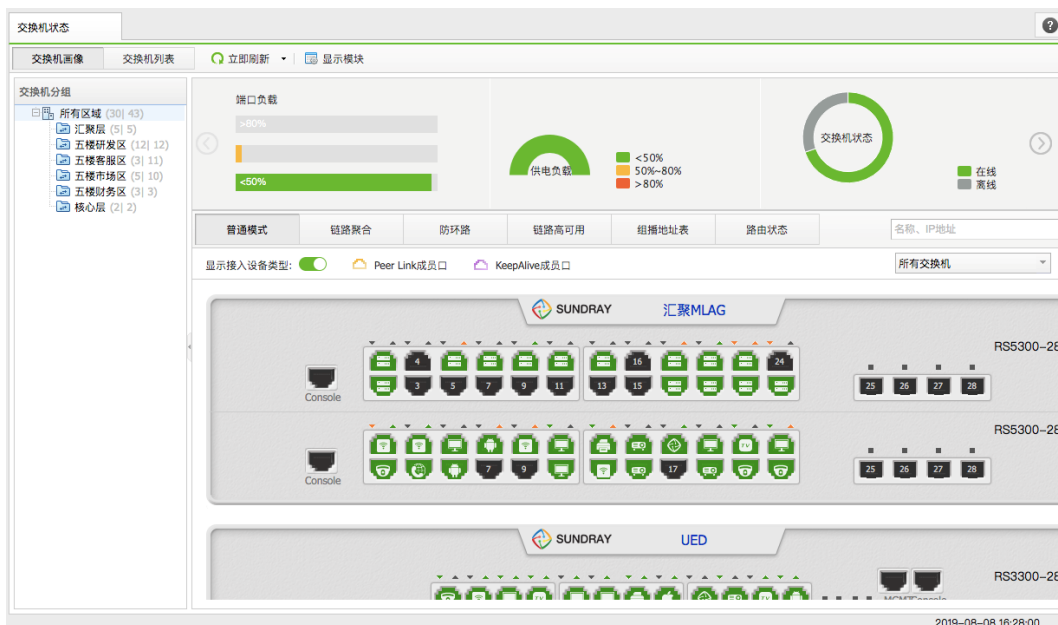 交换机状态
?
交换机画像 交换机列表 立即刷新 显示模块
交换机分组
所有区域 (30| 43)
汇聚层 (5| 5)
五楼研发区 (12| 12)
五楼客服区 (3| 11)
五楼市场区 (5| 10)
五楼财务区 (3| 3)
核心层 (2| 2)
端口负载
>80%
<50%
供电负载
<50%
50%~80%
>80%
交换机状态
在线
离线
普通模式 链路聚合 防环路 链路高可用 组播地址表 路由状态 名称、IP地址
显示接入设备类型: Peer Link成员口 KeepAlive成员口 所有交换机
SUNDRAY 汇聚MLAG
RS5300-28
4 16 24
3 5 7 9 11 13 15
Console
25 26 27 28
RS5300-28
TV
7 9 17
Console
25 26 27 28
SUNDRAY UED
RS3300-28
TV TV
2019-08-08 16:28:00